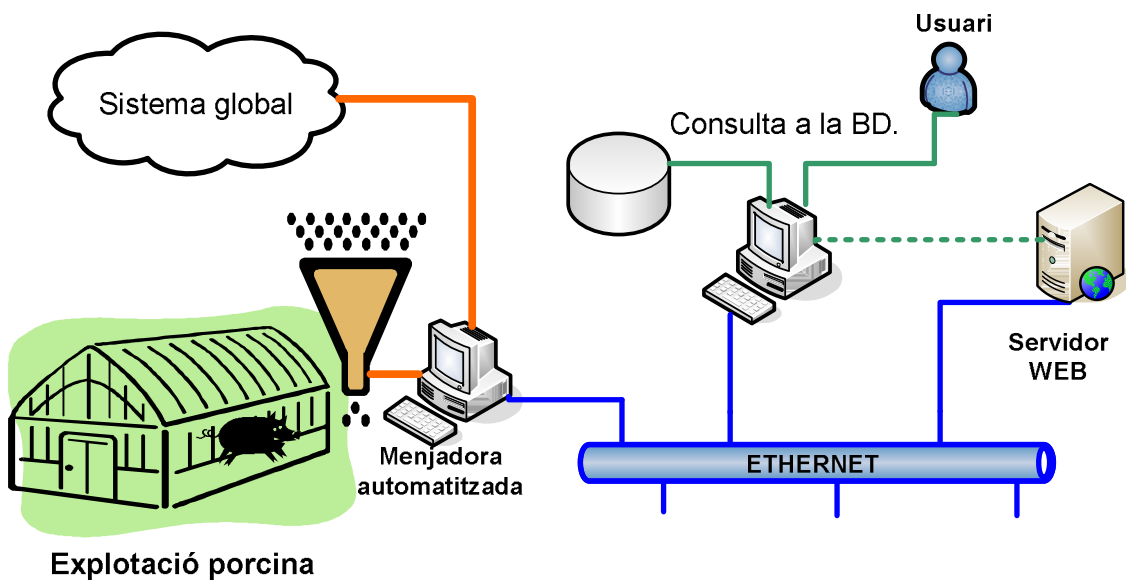 Usuari
Sistema global
Consulta a la BD.
Servidor
WEB
Menjadora
automatitzada
ETHERNET
Explotació porcina